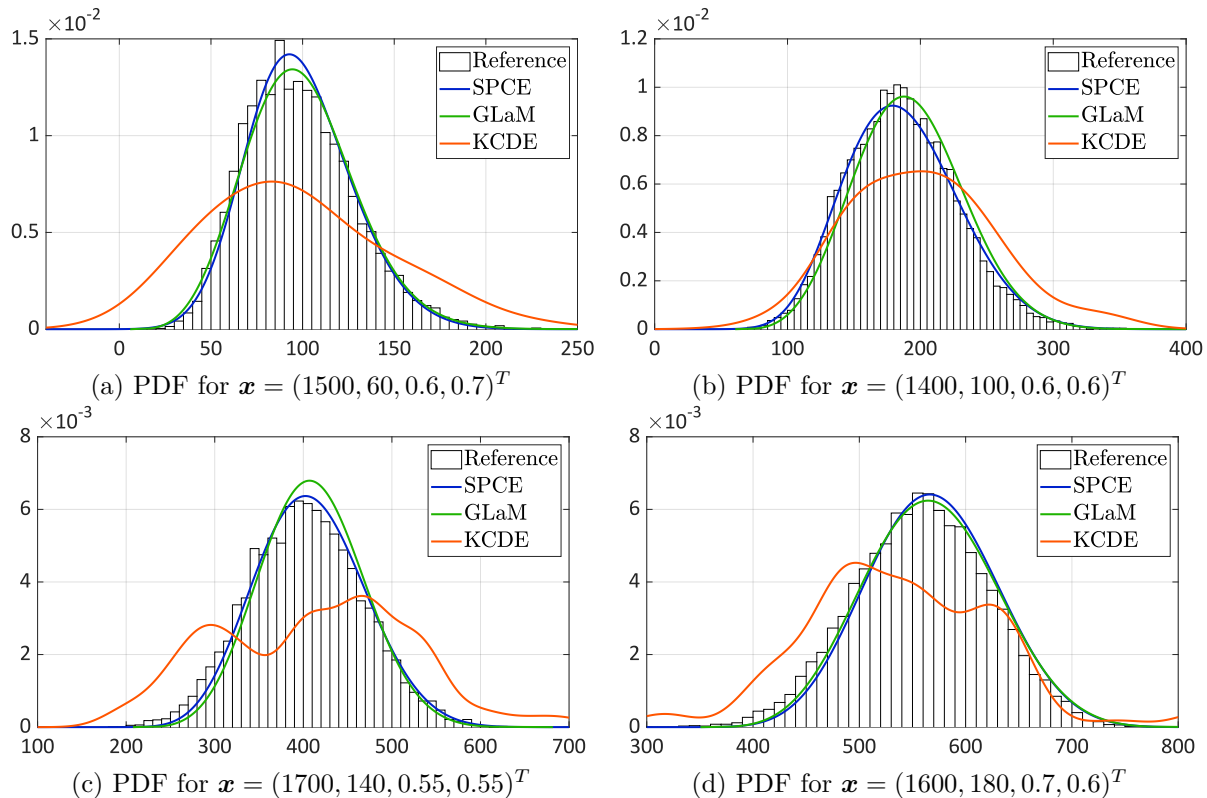 ×10⁻²
1.5
1
0.5
0
0 50 100 150 200 250
Reference
SPCE
GLaM
KCDE
(a) PDF for x = (1500, 60, 0.6, 0.7)ᵀ
×10⁻²
1.2
1
0.8
0.6
0.4
0.2
0
0 100 200 300 400
Reference
SPCE
GLaM
KCDE
(b) PDF for x = (1400, 100, 0.6, 0.6)ᵀ
×10⁻³
8
6
4
2
0
100 200 300 400 500 600 700
Reference
SPCE
GLaM
KCDE
(c) PDF for x = (1700, 140, 0.55, 0.55)ᵀ
×10⁻³
8
6
4
2
0
300 400 500 600 700 800
Reference
SPCE
GLaM
KCDE
(d) PDF for x = (1600, 180, 0.7, 0.6)ᵀ